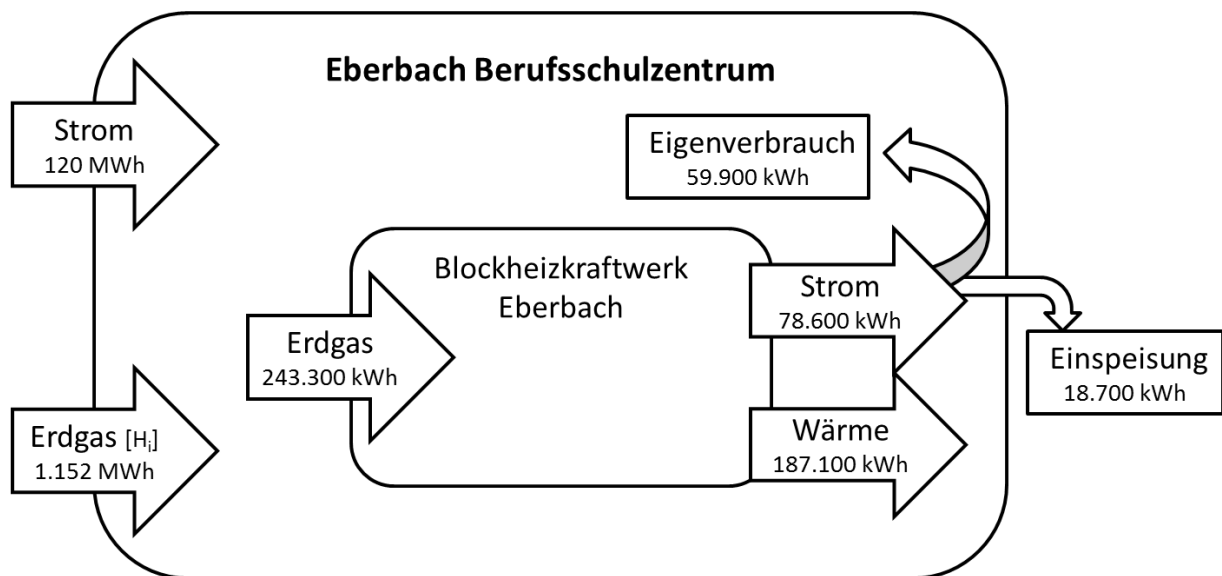 Eberbach Berufsschulzentrum
Strom
120 MWh
Eigenverbrauch
59.900 kWh
Blockheizkraftwerk
Eberbach
Strom
78.600 kWh
Erdgas
243.300 kWh
Einspeisung
18.700 kWh
Erdgas [Hi]
1.152 MWh
Wärme
187.100 kWh